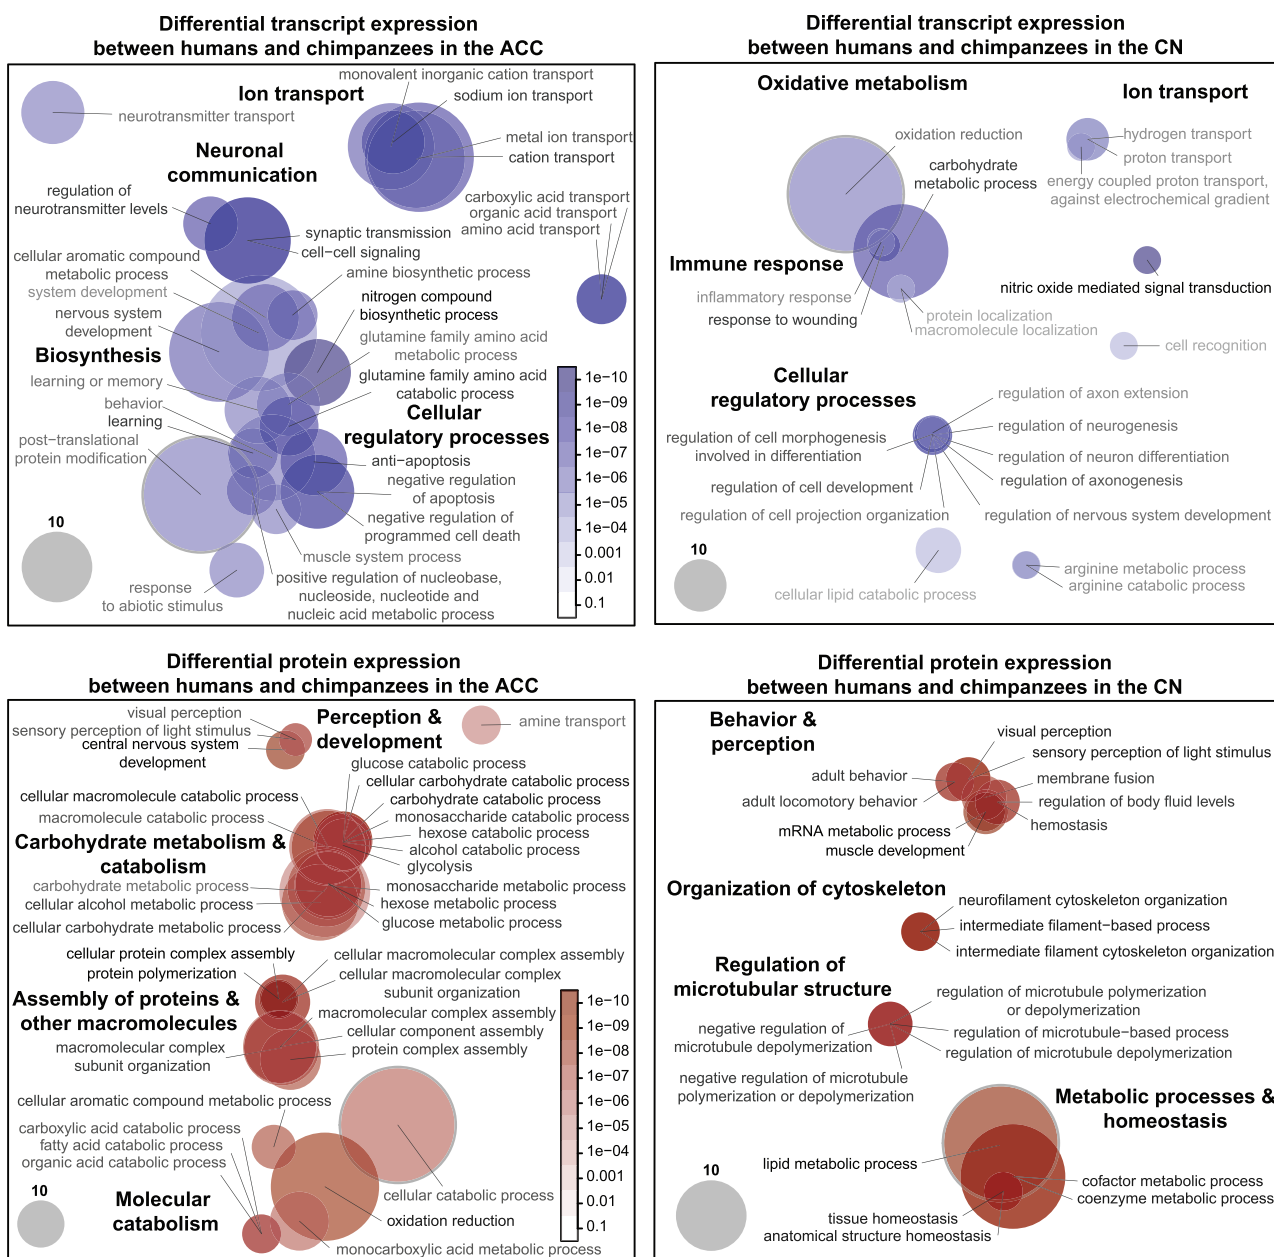 Differential transcript expression
between humans and chimpanzees in the ACC
monovalent inorganic cation transport
Ion transport
sodium ion transport
neurotransmitter transport
metal ion transport
cation transport
Neuronal
communication
regulation of
neurotransmitter levels
carboxylic acid transport
organic acid transport
amino acid transport
synaptic transmission
cell−cell signaling
cellular aromatic compound
metabolic process
amine biosynthetic process
system development
nitrogen compound
biosynthetic process
nervous system
development
glutamine family amino acid
metabolic process
Biosynthesis
learning or memory
glutamine family amino acid
catabolic process
behavior
learning
Cellular
regulatory processes
post−translational
protein modification
anti−apoptosis
negative regulation
of apoptosis
negative regulation of
programmed cell death
muscle system process
10
response
to abiotic stimulus
positive regulation of nucleobase,
nucleoside, nucleotide and
nucleic acid metabolic process
1e−10
1e−09
1e−08
1e−07
1e−06
1e−05
1e−04
0.001
0.01
0.1
Differential transcript expression
between humans and chimpanzees in the CN
Oxidative metabolism
Ion transport
oxidation reduction
hydrogen transport
proton transport
carbohydrate
metabolic process
energy coupled proton transport,
against electrochemical gradient
Immune response
nitric oxide mediated signal transduction
inflammatory response
response to wounding
protein localization
macromolecule localization
cell recognition
Cellular
regulatory processes
regulation of axon extension
regulation of neurogenesis
regulation of cell morphogenesis
involved in differentiation
regulation of neuron differentiation
regulation of axonogenesis
regulation of cell development
regulation of cell projection organization
regulation of nervous system development
10
arginine metabolic process
arginine catabolic process
cellular lipid catabolic process
Differential protein expression
between humans and chimpanzees in the ACC
visual perception
sensory perception of light stimulus
central nervous system
development
Perception &
development
amine transport
glucose catabolic process
cellular carbohydrate catabolic process
cellular macromolecule catabolic process
carbohydrate catabolic process
macromolecule catabolic process
monosaccharide catabolic process
hexose catabolic process
Carbohydrate metabolism &
catabolism
alcohol catabolic process
glycolysis
carbohydrate metabolic process
monosaccharide metabolic process
cellular alcohol metabolic process
hexose metabolic process
cellular carbohydrate metabolic process
glucose metabolic process
cellular protein complex assembly
cellular macromolecular complex assembly
protein polymerization
cellular macromolecular complex
subunit organization
Assembly of proteins &
other macromolecules
macromolecular complex assembly
cellular component assembly
macromolecular complex
subunit organization
protein complex assembly
cellular aromatic compound metabolic process
carboxylic acid catabolic process
fatty acid catabolic process
organic acid catabolic process
10
Molecular
catabolism
cellular catabolic process
oxidation reduction
monocarboxylic acid metabolic process
1e−10
1e−09
1e−08
1e−07
1e−06
1e−05
1e−04
0.001
0.01
0.1
Differential protein expression
between humans and chimpanzees in the CN
Behavior &
perception
visual perception
sensory perception of light stimulus
adult behavior
membrane fusion
adult locomotory behavior
regulation of body fluid levels
hemostasis
mRNA metabolic process
muscle development
Organization of cytoskeleton
neurofilament cytoskeleton organization
intermediate filament−based process
intermediate filament cytoskeleton organization
Regulation of
microtubular structure
regulation of microtubule polymerization
or depolymerization
negative regulation of
microtubule depolymerization
regulation of microtubule−based process
regulation of microtubule depolymerization
negative regulation of microtubule
polymerization or depolymerization
Metabolic processes &
homeostasis
lipid metabolic process
10
cofactor metabolic process
coenzyme metabolic process
tissue homeostasis
anatomical structure homeostasis